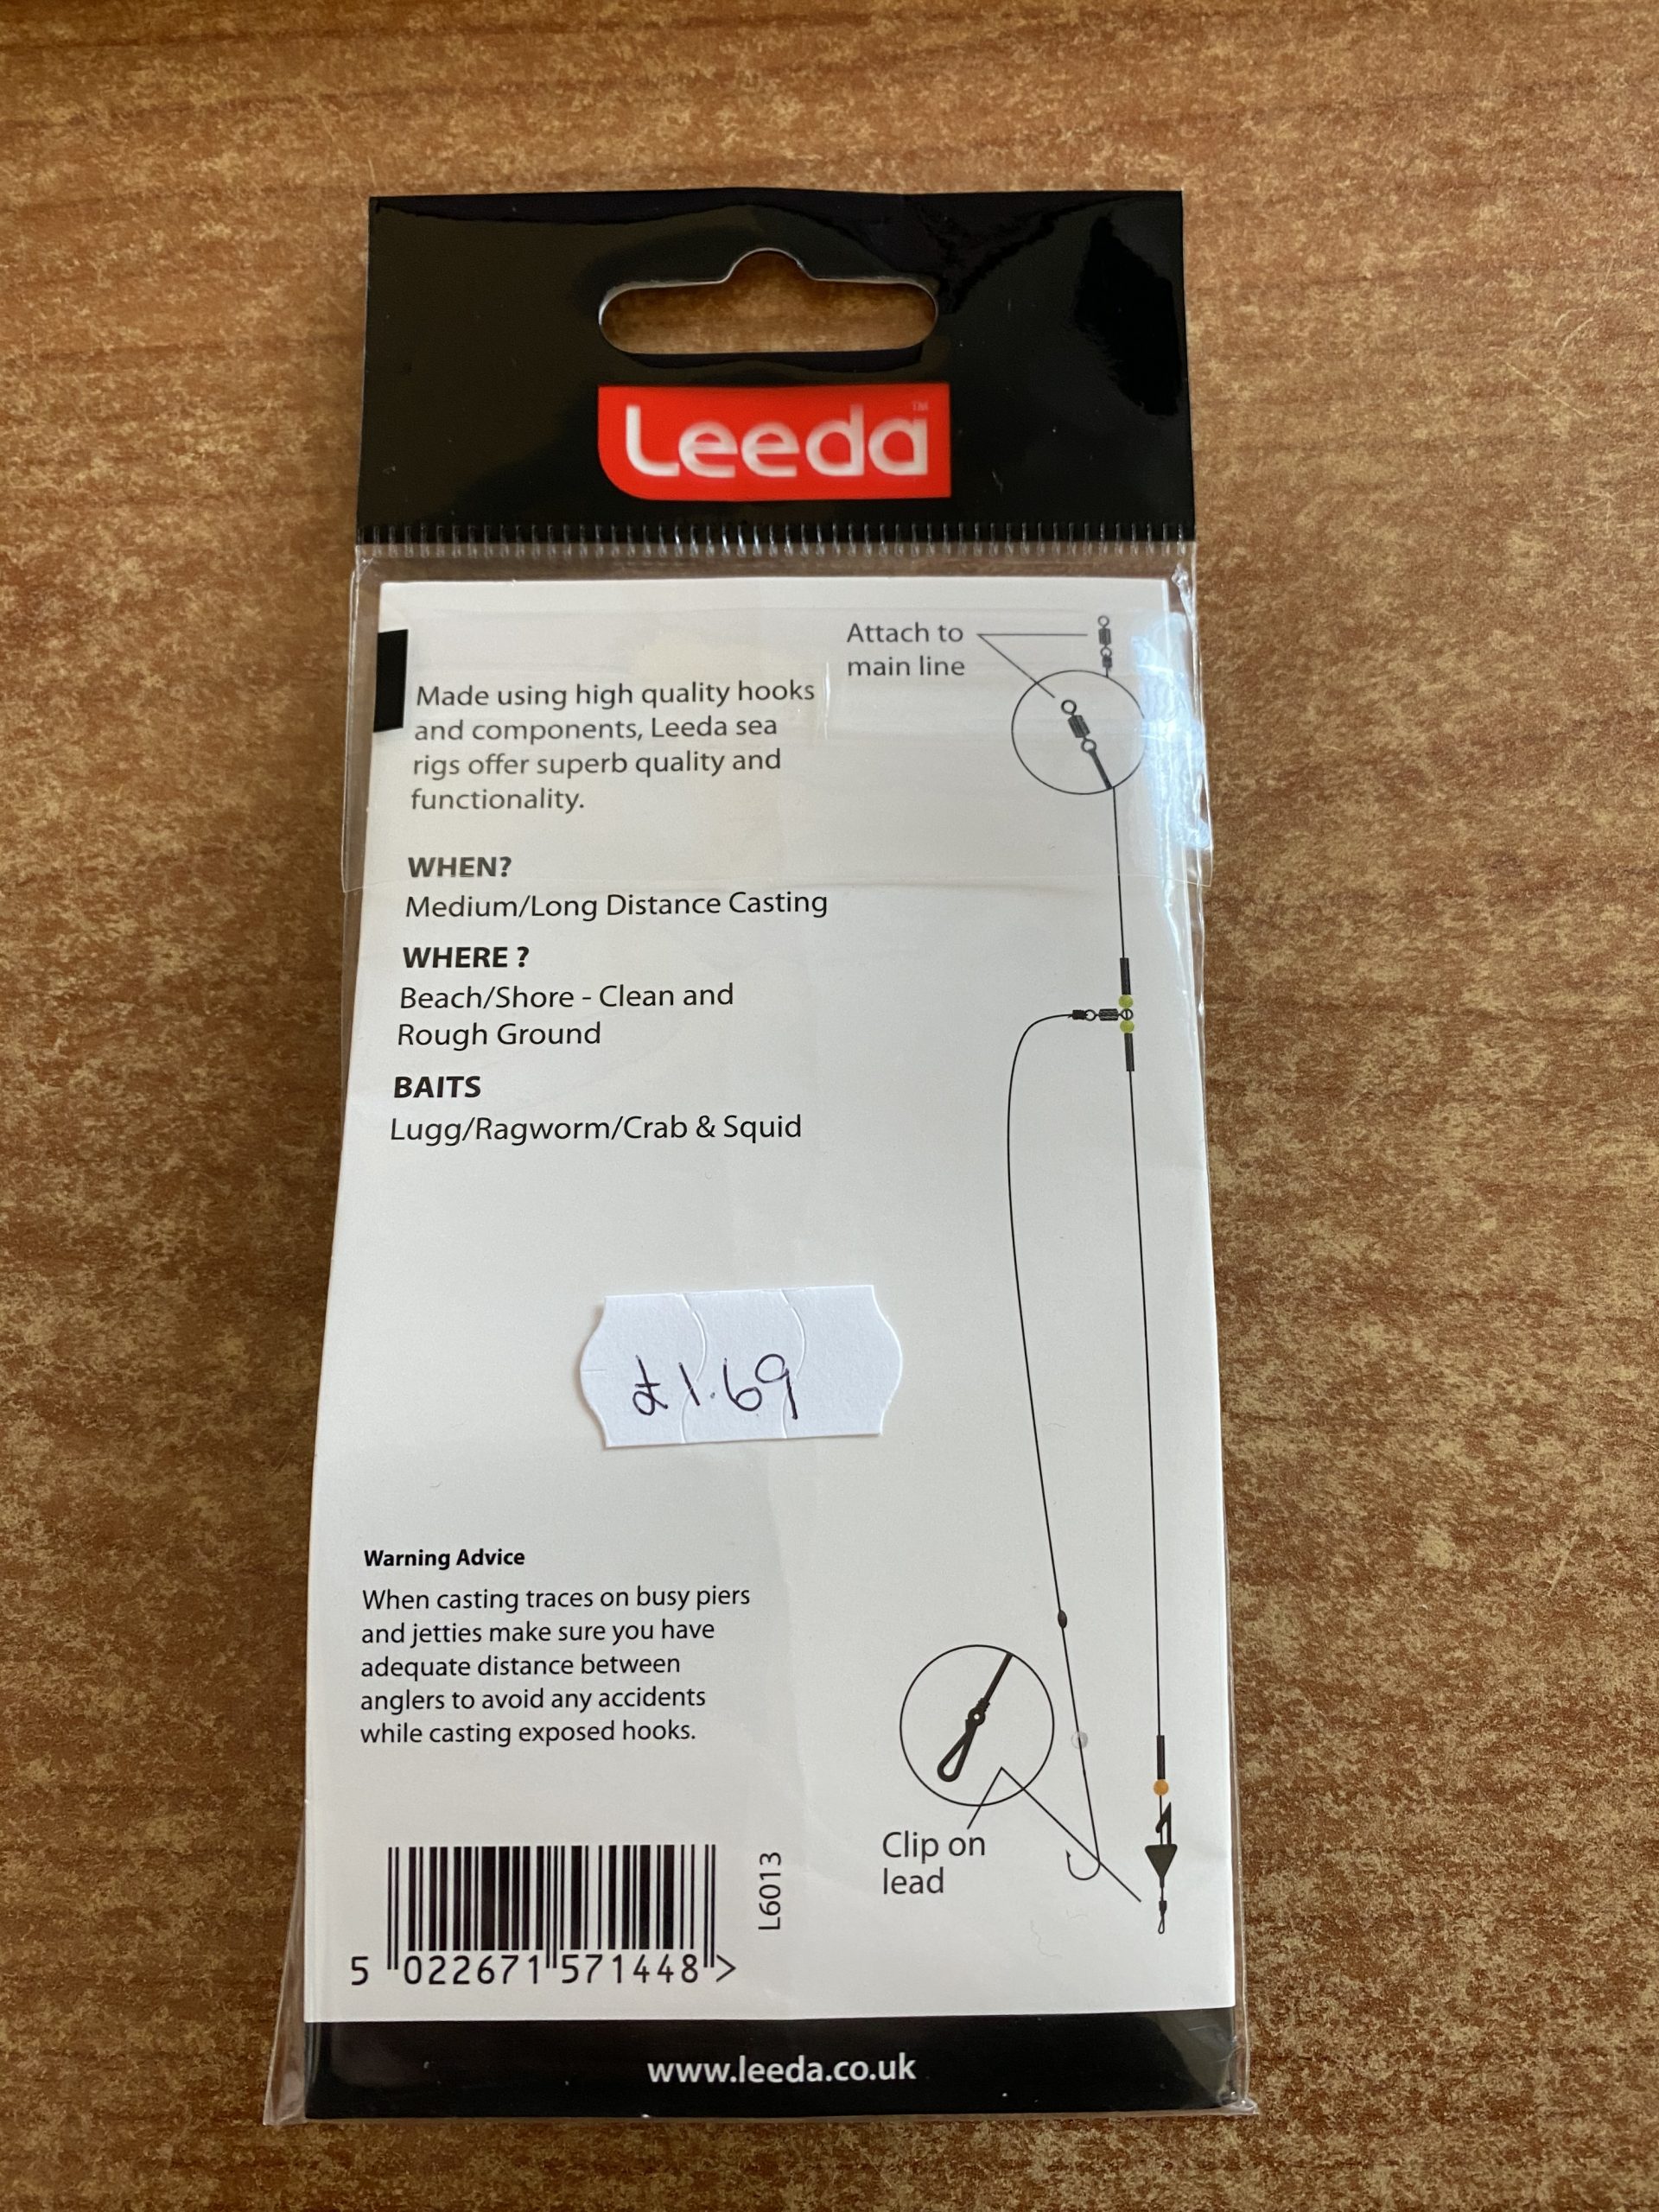 Leeda™
Attach to
main line
Made using high quality hooks
and components, Leeda sea
rigs offer superb quality and
functionality.
WHEN?
Medium/Long Distance Casting
WHERE ?
Beach/Shore - Clean and
Rough Ground
BAITS
Lugg/Ragworm/Crab & Squid
£1.69
Warning Advice
When casting traces on busy piers
and jetties make sure you have
adequate distance between
anglers to avoid any accidents
while casting exposed hooks.
Clip on
lead
L6013
5 022671 571448 >
www.leeda.co.uk